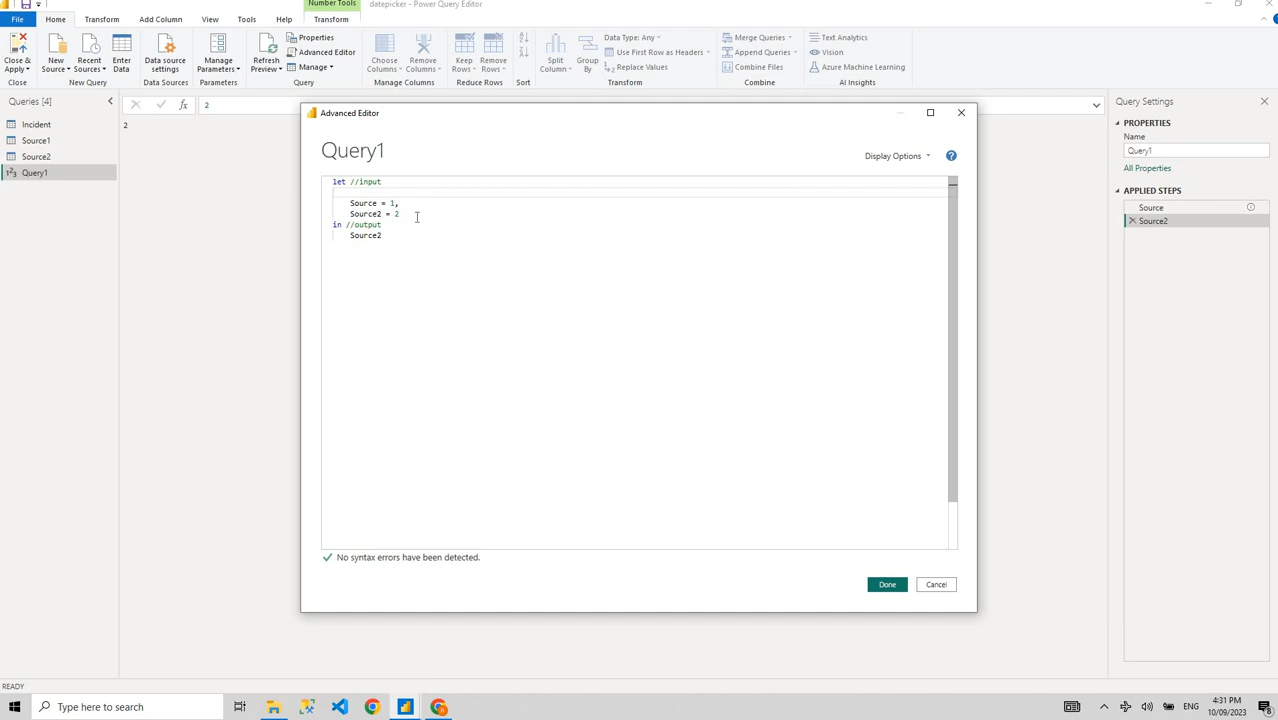 Number Tools
datepicker - Power Query Editor
File Home Transform Add Column View Tools Help Transform
Close & Apply
New Source
Recent Sources
Enter Data
Data source settings
Manage Parameters
Refresh Preview
Properties
Advanced Editor
Manage
Choose Columns
Remove Columns
Keep Rows
Remove Rows
Split Column
Group By
Data Type: Any
Use First Row as Headers
Replace Values
Merge Queries
Append Queries
Combine Files
Text Analytics
Vision
Azure Machine Learning
Close
New Query
Data Sources
Parameters
Query
Manage Columns
Reduce Rows
Sort
Transform
Combine
AI Insights
Queries [4]
Incident
Source1
Source2
123 Query1
fx 2
2
Advanced Editor
Query1
Display Options
?
let //input
Source = 1,
Source2 = 2
in //output
Source2
No syntax errors have been detected.
Done
Cancel
Query Settings
PROPERTIES
Name
Query1
All Properties
APPLIED STEPS
Source
Source2
READY
Type here to search
ENG
4:31 PM
10/09/2023